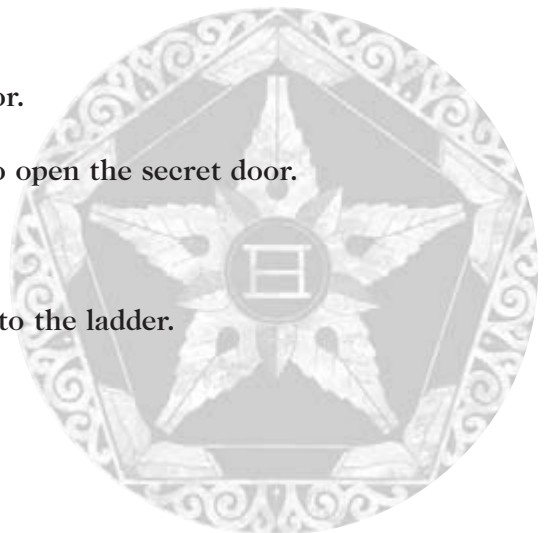 or.
o open the secret door.
to the ladder.